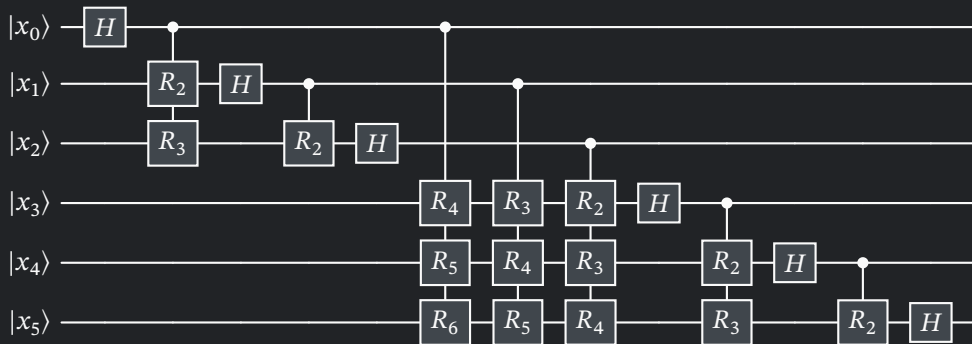 |x₀⟩ H
|x₁⟩ R₂ H
|x₂⟩ R₃ R₂ H
|x₃⟩ R₄ R₃ R₂ H
|x₄⟩ R₅ R₄ R₃ R₂ H
|x₅⟩ R₆ R₅ R₄ R₃ R₂ H